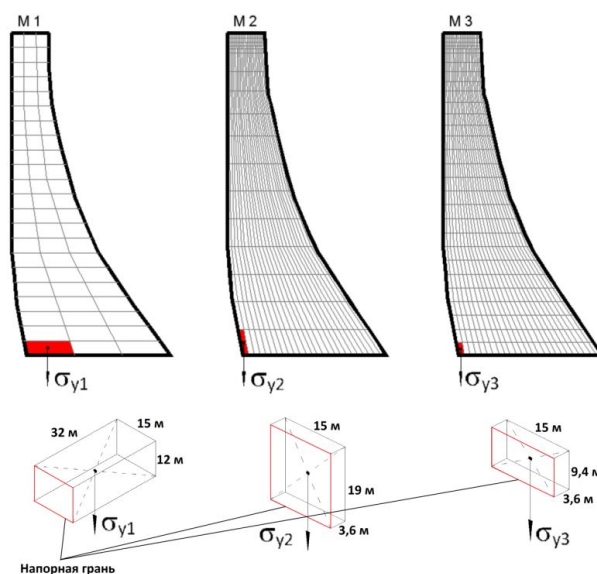 М 1 М 2 М 3
σy1 σy2 σy3
32 м 15 м 12 м σy1
15 м 19 м 3,6 м σy2
15 м 9,4 м 3,6 м σy3
Напорная грань